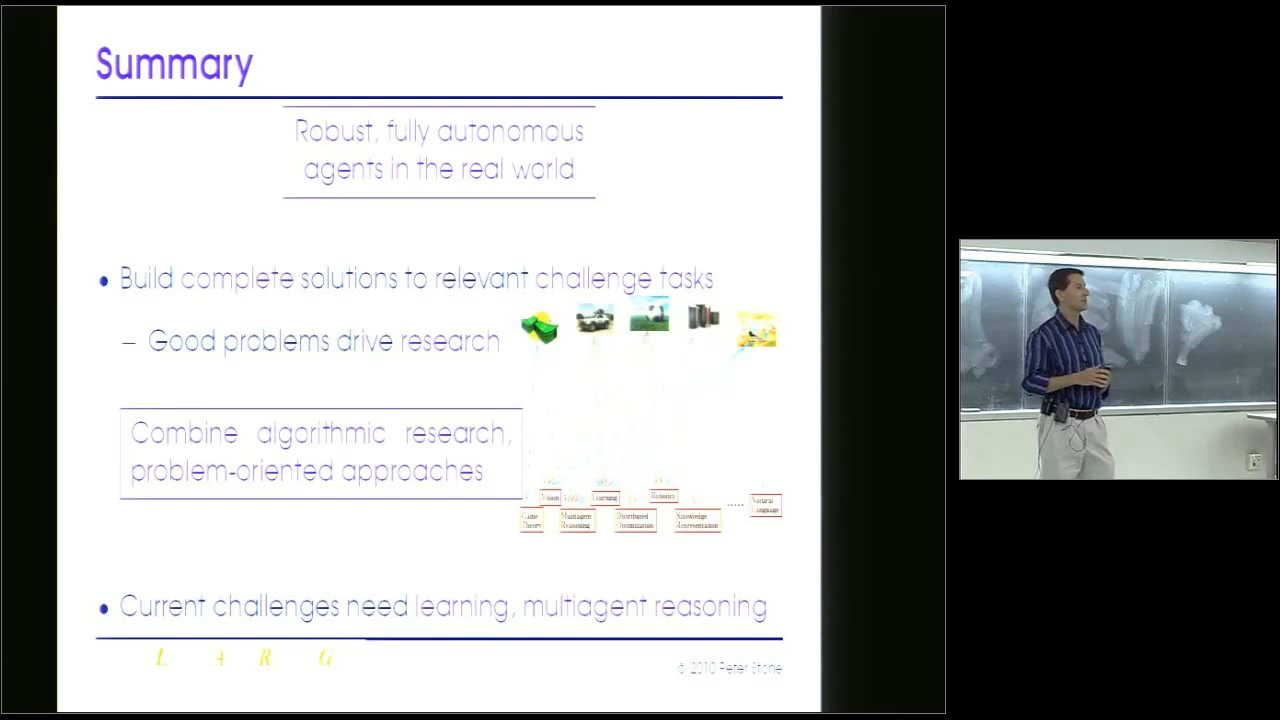 Summary
Robust, fully autonomous
agents in the real world
• Build complete solutions to relevant challenge tasks
– Good problems drive research
Combine algorithmic research,
problem-oriented approaches
Vision
Learning
Robotics
.....
Natural
Language
Game
Theory
Multiagent
Reasoning
Distributed
Optimization
Knowledge
Representation
• Current challenges need learning, multiagent reasoning
L A R G
© 2010 Peter Stone